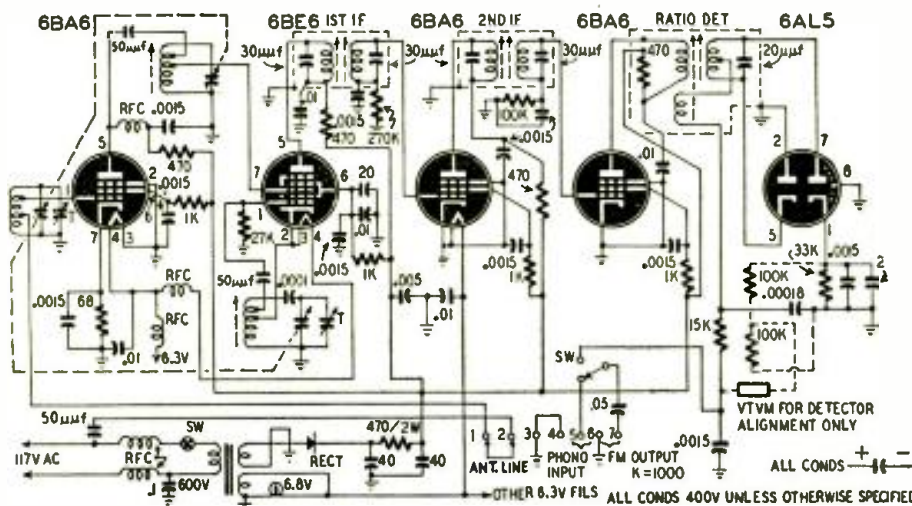 6BA6 6BE6 1ST IF 6BA6 2ND IF 6BA6 RATIO DET 6AL5
50μμf 30μμf 30μμf 30μμf 470 20μμf
RFC .0015 .01 470 .0015 270K 100K .0015 .01
5 470 5 470 2 7
2 .0015 7 6 20 8
6 1K 1 .01
7 4 3 27K 2 4 .0015 1K .0015 1K .0015 1K 5 1
50μμf .0001 .005 .01 .33K .0015 2
.0015 68 RFC T 100K .00018
RFC 15K 100K
.01 6.3V SW
50μμf 470/2W .05 VTVM FOR DETECTOR
ALIGNMENT ONLY
117V AC SW RECT 40 40 1 2 3 4 5 6 7 .0015
RFC ANT. LINE PHONO INPUT FM OUTPUT
K=1000 ALL CONDS + -
600V 6.8V OTHER 6.3V FILS ALL CONDS 400V UNLESS OTHERWISE SPECIFIED